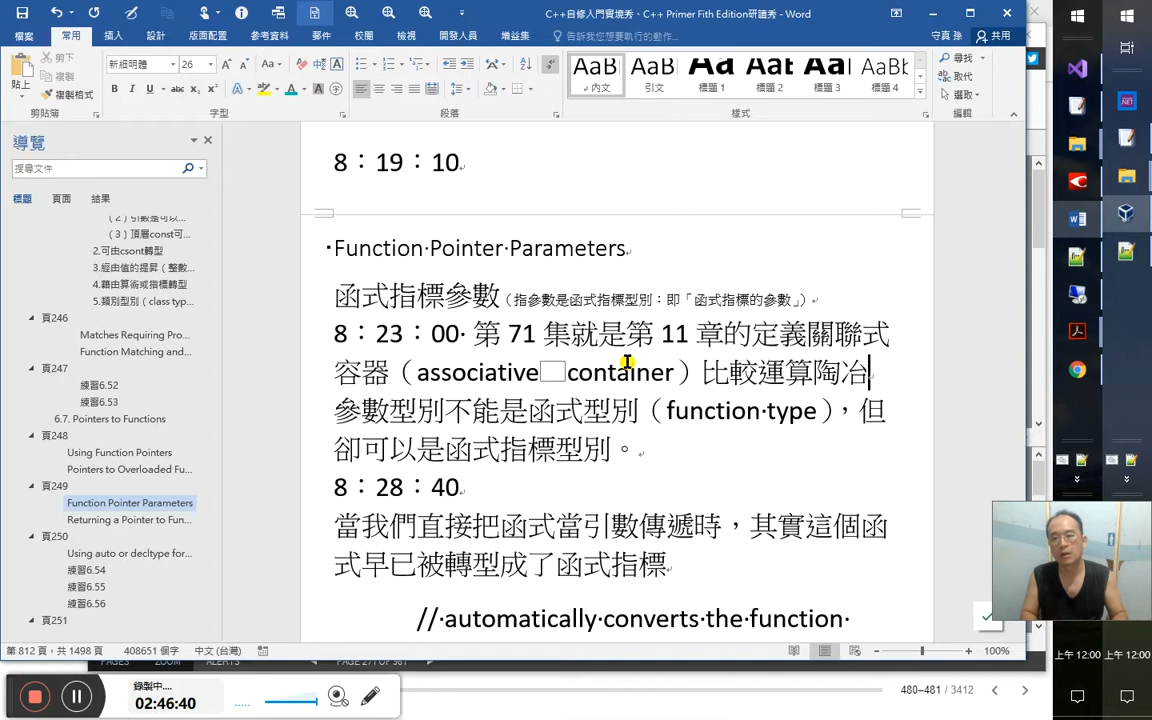 C++自修入門實境秀、C++ Primer Fith Edition研讀秀 - Word
檔案 常用 插入 設計 版面配置 參考資料 郵件 校閱 檢視 開發人員 增益集 告訴我您想要執行的動作... 守真 孫 共用
貼上 剪下 複製 複製格式
新細明體 26
AaB AaB AaB AaB AaB AaBb
內文 引文 標題 1 標題 2 標題 3 標題 4
尋找 取代 選取
剪貼簿 字型 段落 樣式 編輯
導覽
搜尋文件
標題 頁面 結果
（2）引數是可以...
（3）頂層const可...
2.可由csont轉型
3.經由值的提昇（整數...
4.藉由算術或指標轉型
5.類別型別（class typ...
頁246
Matches Requiring Pro...
Function Matching and...
頁247
練習6.52
練習6.53
6.7. Pointers to Functions
頁248
Using Function Pointers
Pointers to Overloaded Fu...
頁249
Function Pointer Parameters
Returning a Pointer to Fun...
頁250
Using auto or decltype for...
練習6.54
練習6.55
練習6.56
頁251
8：19：10
Function·Pointer·Parameters
函式指標參數（指參數是函式指標型別：即「函式指標的參數」）
8：23：00· 第 71 集就是第 11 章的定義關聯式
容器（associative container）比較運算陶冶
參數型別不能是函式型別（function·type），但
卻可以是函式指標型別。
8：28：40
當我們直接把函式當引數傳遞時，其實這個函
式早已被轉型成了函式指標
//·automatically·converts·the·function·
第 812 頁，共 1498 頁 408651 個字 中文 (台灣) 100%
PAGES ZOOM ALERTS PAGE 271 OF 981
錄製中....
02:46:40
480–481 / 3412
上午 12:00 上午 12:00